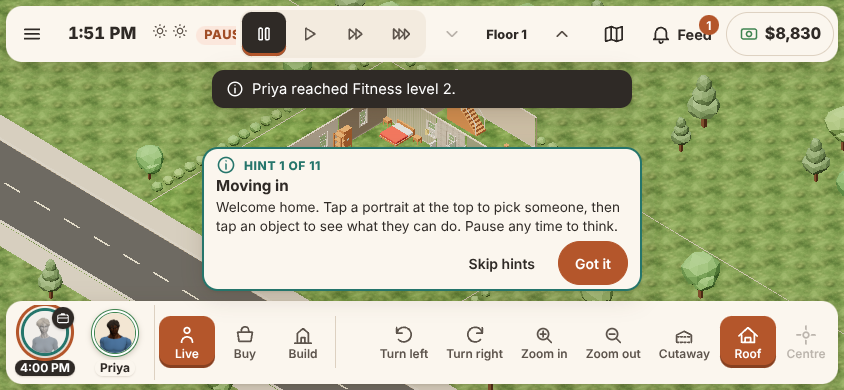 1:51 PM
PAUS
Floor 1
Feed
1
$8,830
Priya reached Fitness level 2.
HINT 1 OF 11
Moving in
Welcome home. Tap a portrait at the top to pick someone, then
tap an object to see what they can do. Pause any time to think.
Skip hints
Got it
4:00 PM
Priya
Live
Buy
Build
Turn left
Turn right
Zoom in
Zoom out
Cutaway
Roof
Centre